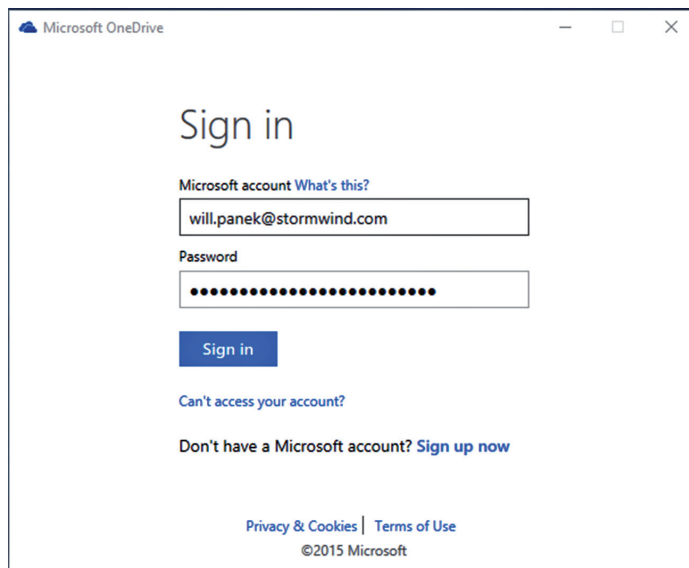 Microsoft OneDrive
Sign in
Microsoft account What's this?
will.panek@stormwind.com
Password
●●●●●●●●●●●●●●●●●●●●●●●●●
Sign in
Can't access your account?
Don't have a Microsoft account? Sign up now
Privacy & Cookies | Terms of Use
©2015 Microsoft